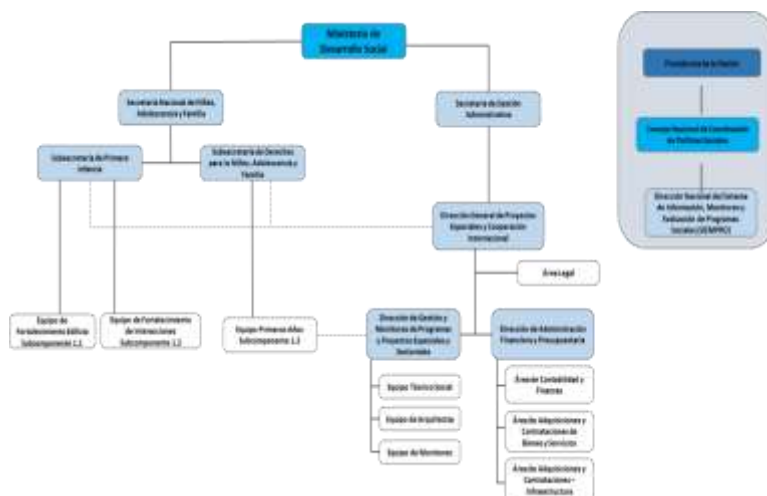 Ministerio de
Desarrollo Social
Secretaría Nacional de Niñez,
Adolescencia y Familia
Secretaría de Gestión
Administrativa
Subsecretaría de Primera
Infancia
Subsecretaría de Derechos
para la Niñez, Adolescencia y
Familia
Dirección General de Proyectos
Especiales y Cooperación
Internacional
Área Legal
Equipo de
Fortalecimiento Edilicio
Subcomponente 1.1
Equipo de Fortalecimiento
de Interacciones
Subcomponente 1.2
Equipo Primeros Años
Subcomponente 1.3
Dirección de Gestión y
Monitoreo de Programas
y Proyectos Especiales y
Sectoriales
Dirección de Administración
Financiera y Presupuestaria
Equipo Técnico Social
Equipo de Arquitectos
Equipo de Monitoreo
Área de Contabilidad y
Finanzas
Área de Adquisiciones y
Contrataciones de
Bienes y Servicios
Área de Adquisiciones y
Contrataciones –
Infraestructura
Presidencia de la Nación
Consejo Nacional de Coordinación
de Políticas Sociales
Dirección Nacional del Sistema
de Información, Monitoreo y
Evaluación de Programas
Sociales (SIEMPRO)